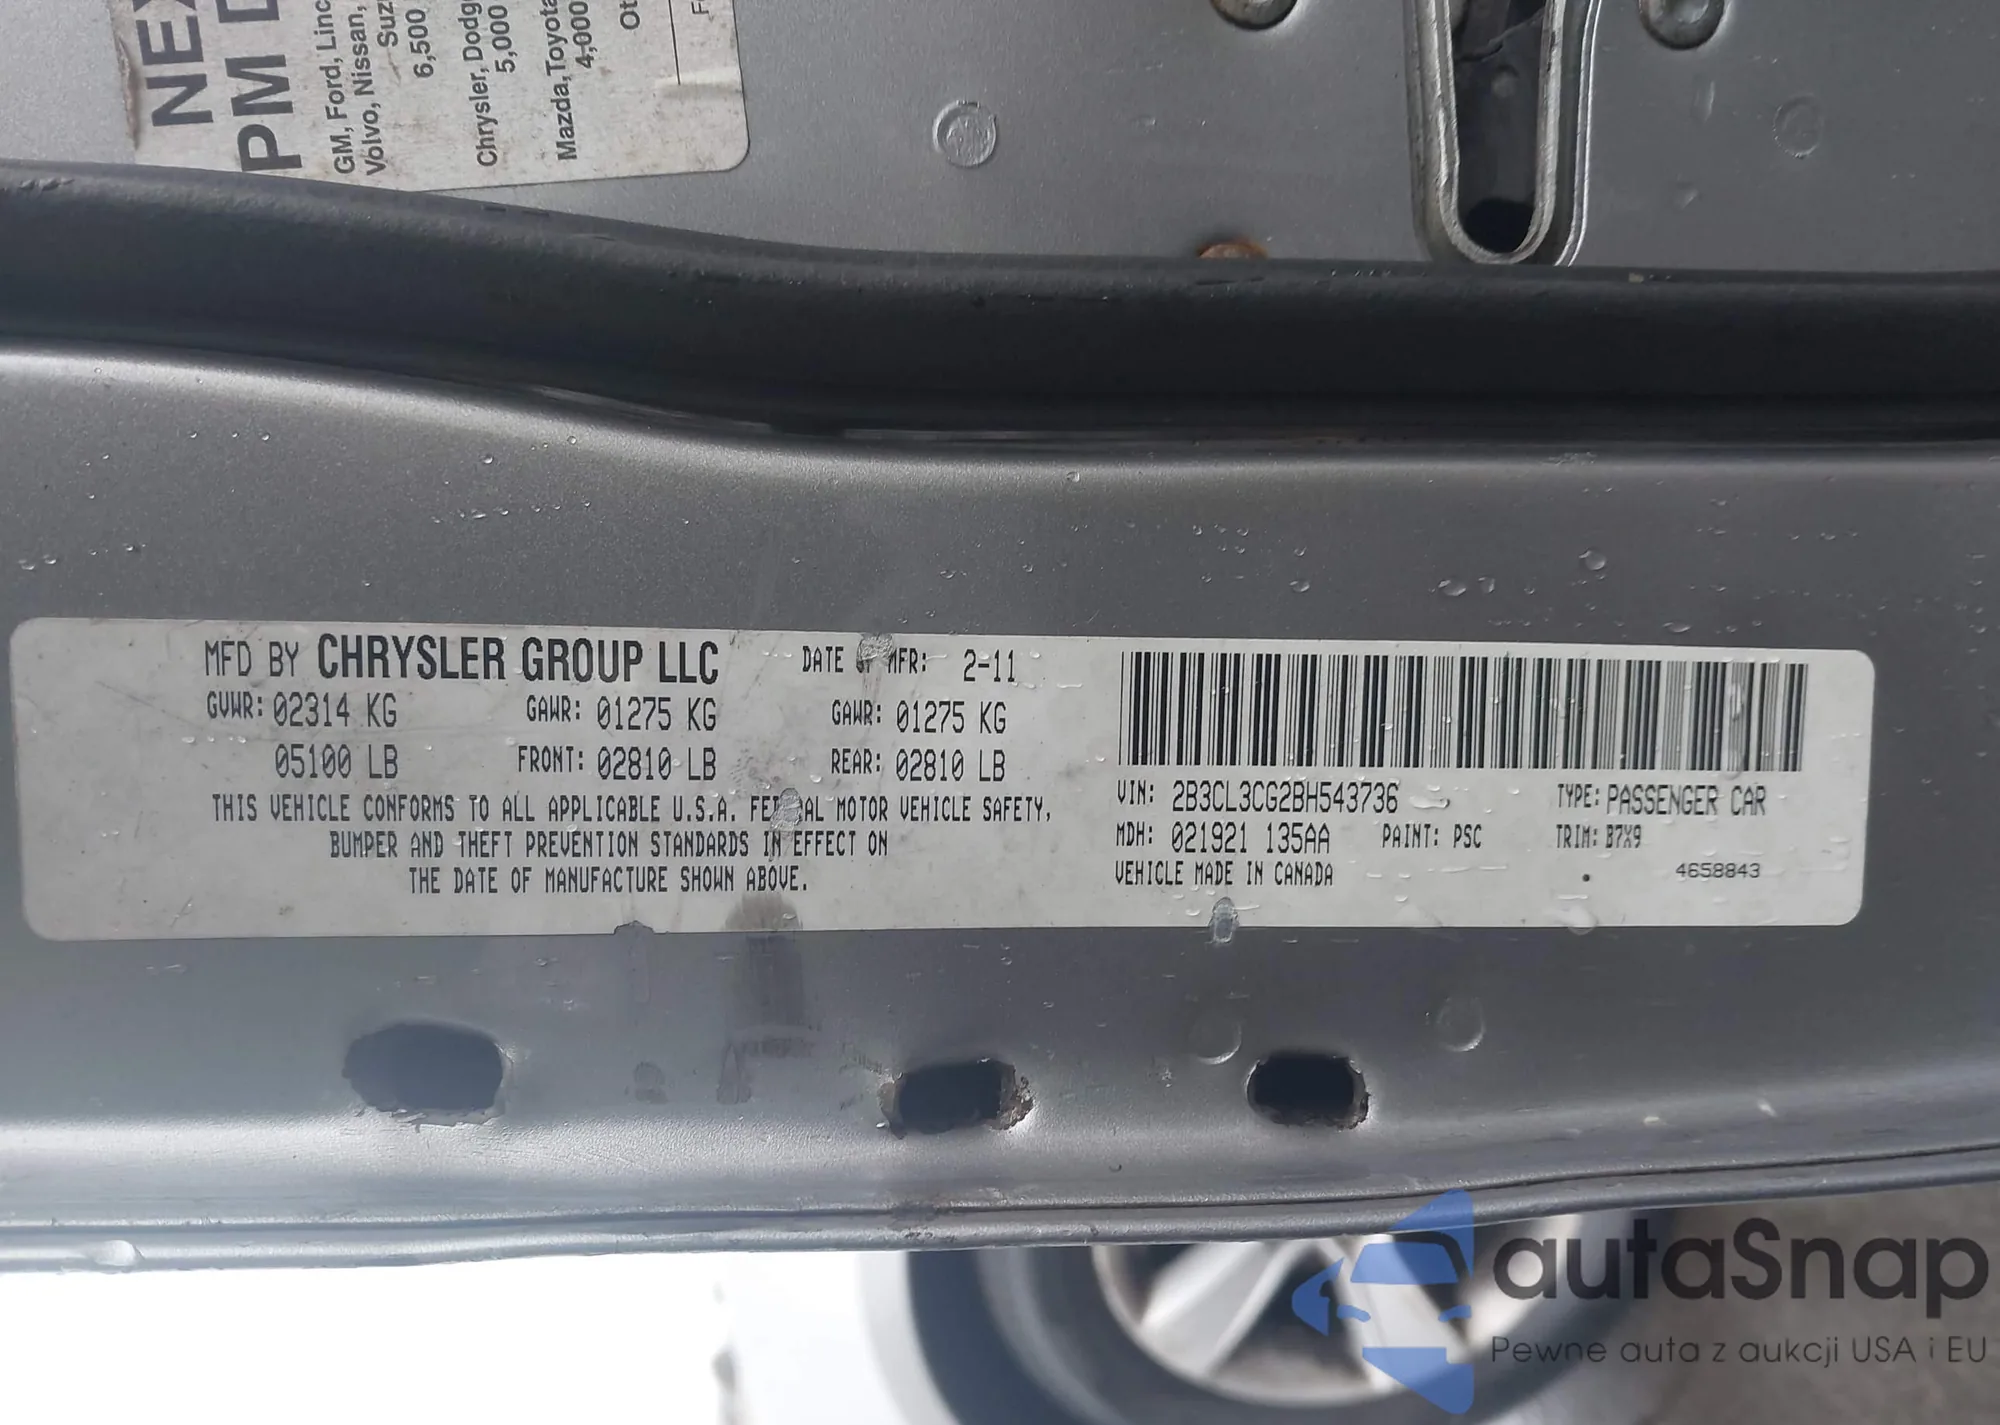 NEX
PM D
GM, Ford, Linc
Volvo, Nissan,
Suz
6,500
Chrysler, Dodg
5,000
Mazda, Toyota
4,000
Ot
F
MFD BY CHRYSLER GROUP LLC DATE OF MFR: 2-11
GVWR: 02314 KG GAWR: 01275 KG GAWR: 01275 KG
05100 LB FRONT: 02810 LB REAR: 02810 LB
THIS VEHICLE CONFORMS TO ALL APPLICABLE U.S.A. FEDERAL MOTOR VEHICLE SAFETY,
BUMPER AND THEFT PREVENTION STANDARDS IN EFFECT ON
THE DATE OF MANUFACTURE SHOWN ABOVE.
VIN: 2B3CL3CG2BH543736 TYPE: PASSENGER CAR
MDH: 021921 135AA PAINT: PSC TRIM: B7X9
VEHICLE MADE IN CANADA 4658843
autaSnap
Pewne auta z aukcji USA i EU